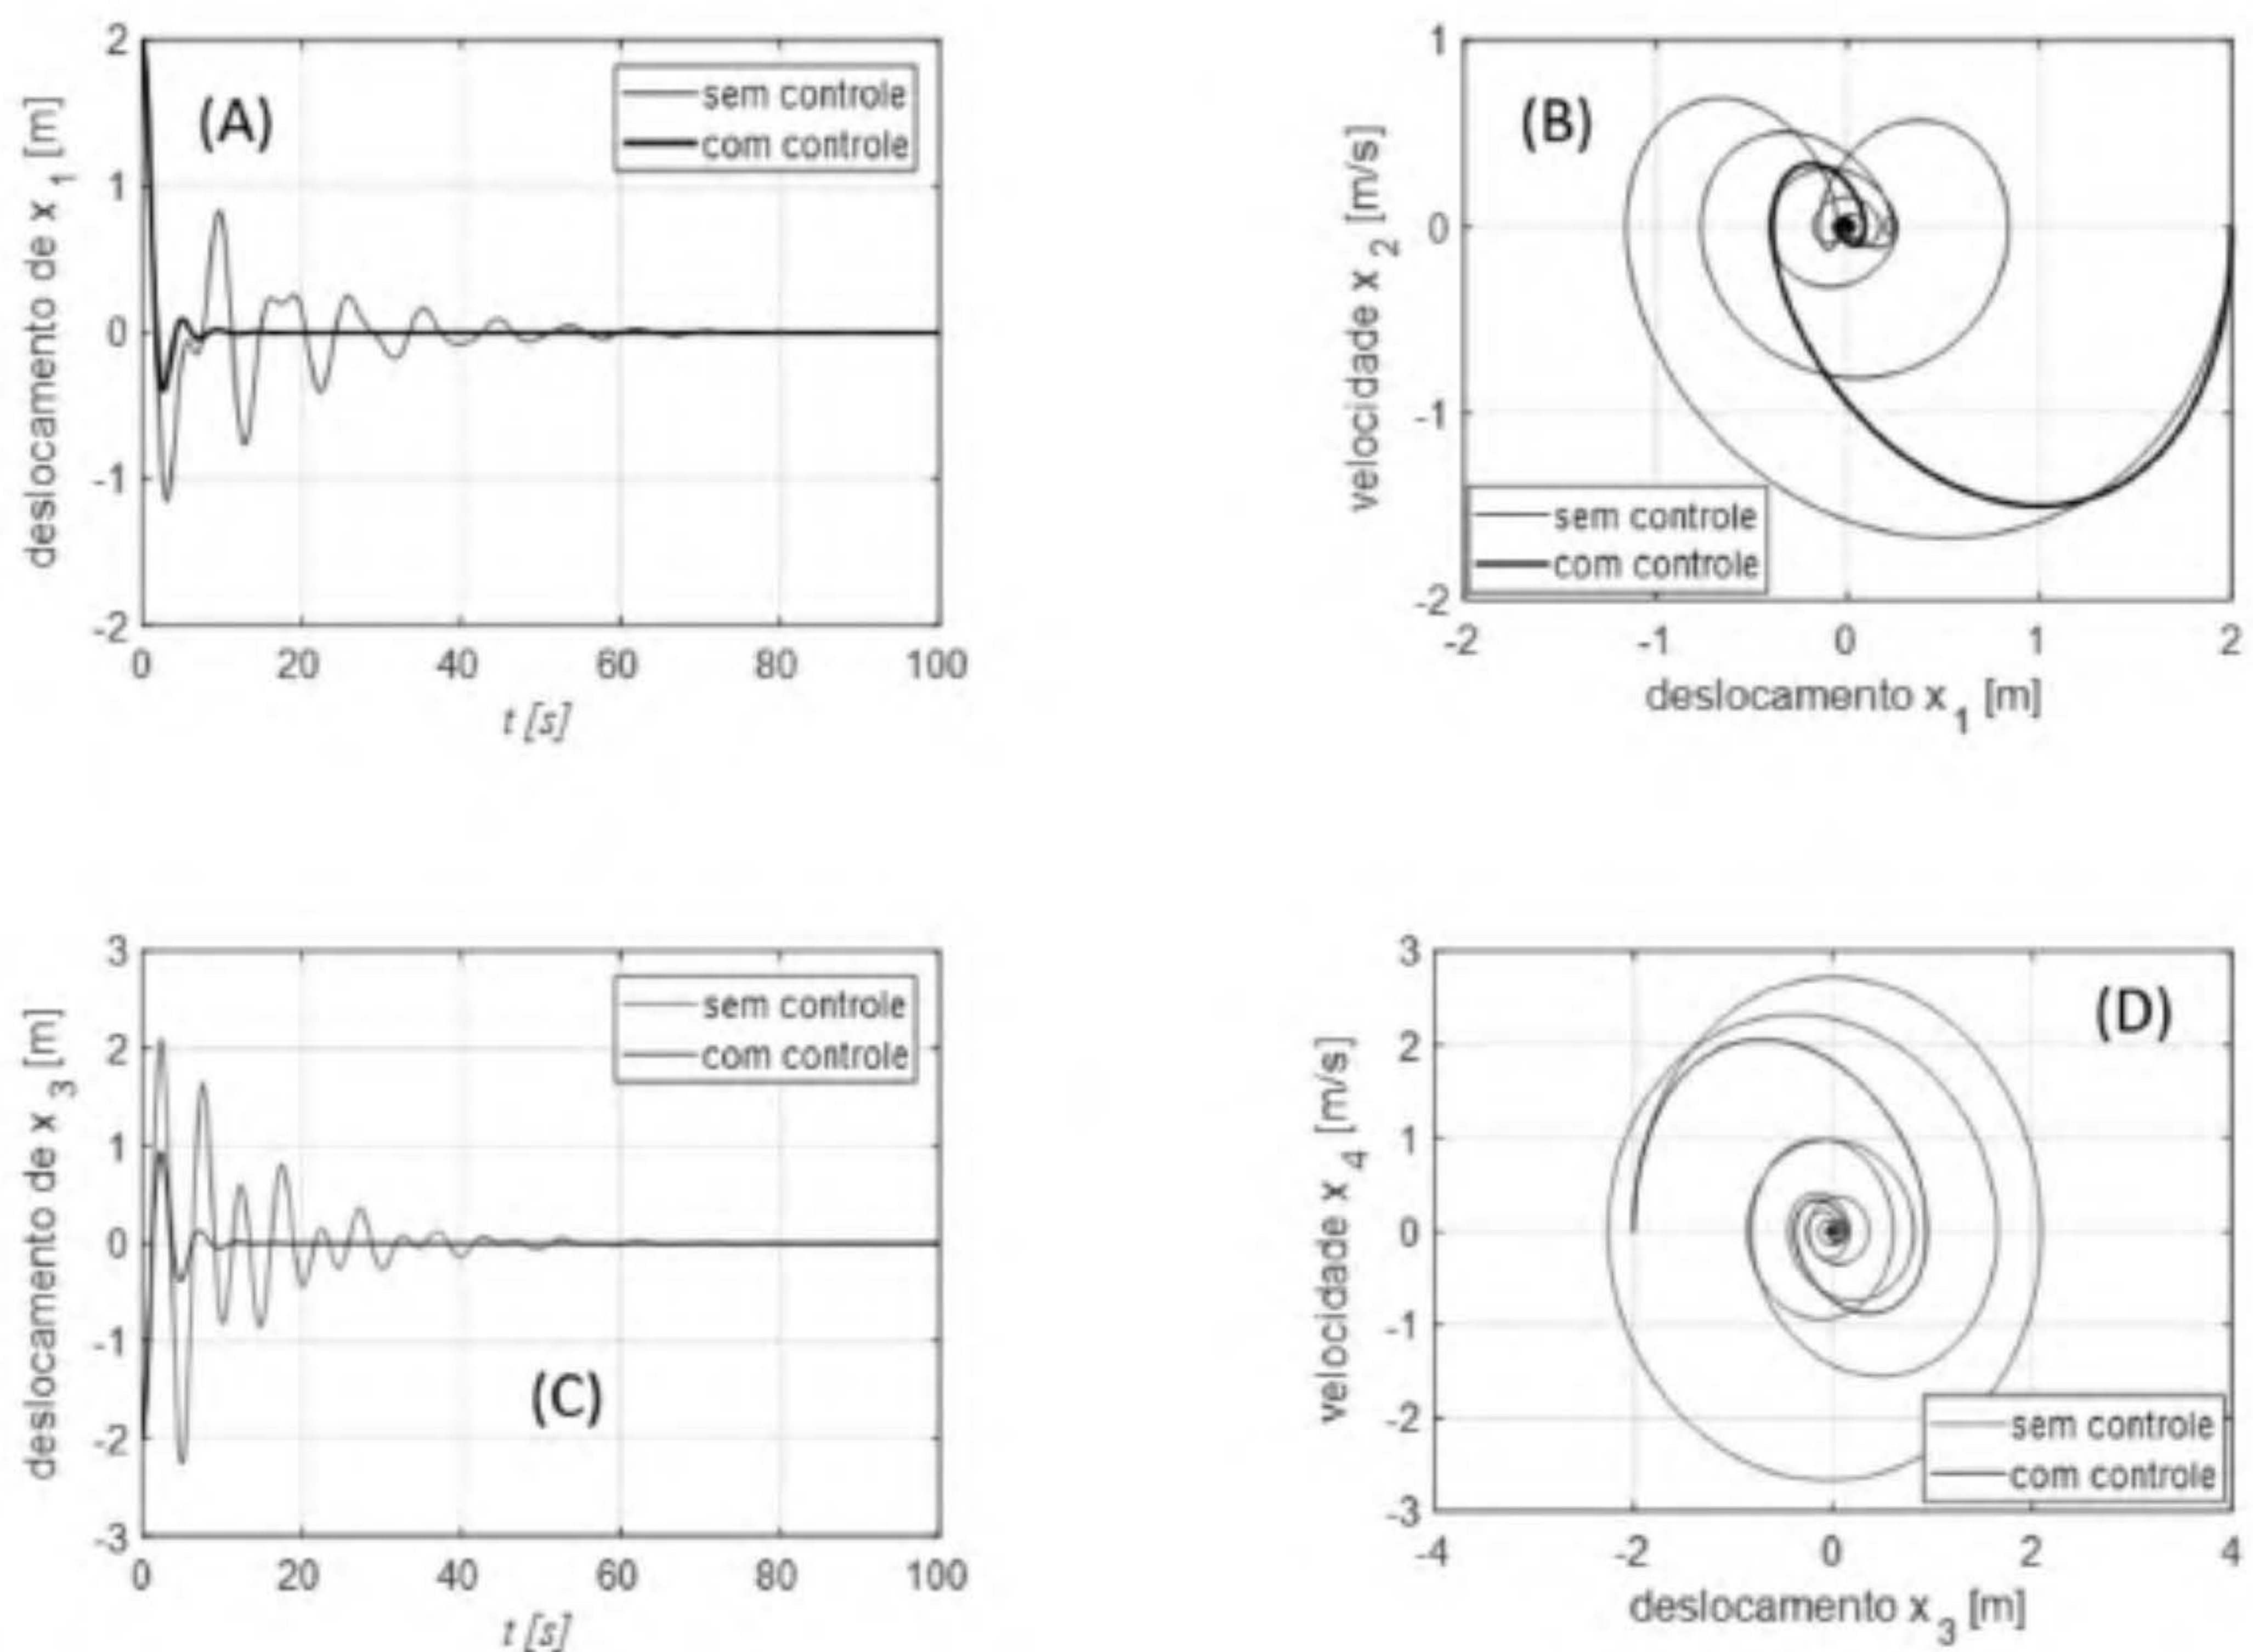 2
1
0
-1
-2
deslocamento de x 1 [m]
(A)
sem controle
com controle
0 20 40 60 80 100
t [s]
1
0
-1
-2
velocidade x 2 [m/s]
(B)
sem controle
com controle
-2 -1 0 1 2
deslocamento x 1 [m]
3
2
1
0
-1
-2
-3
deslocamento de x 3 [m]
sem controle
com controle
(C)
0 20 40 60 80 100
t [s]
3
2
1
0
-1
-2
-3
velocidade x 4 [m/s]
(D)
sem controle
com controle
-4 -2 0 2 4
deslocamento x 3 [m]